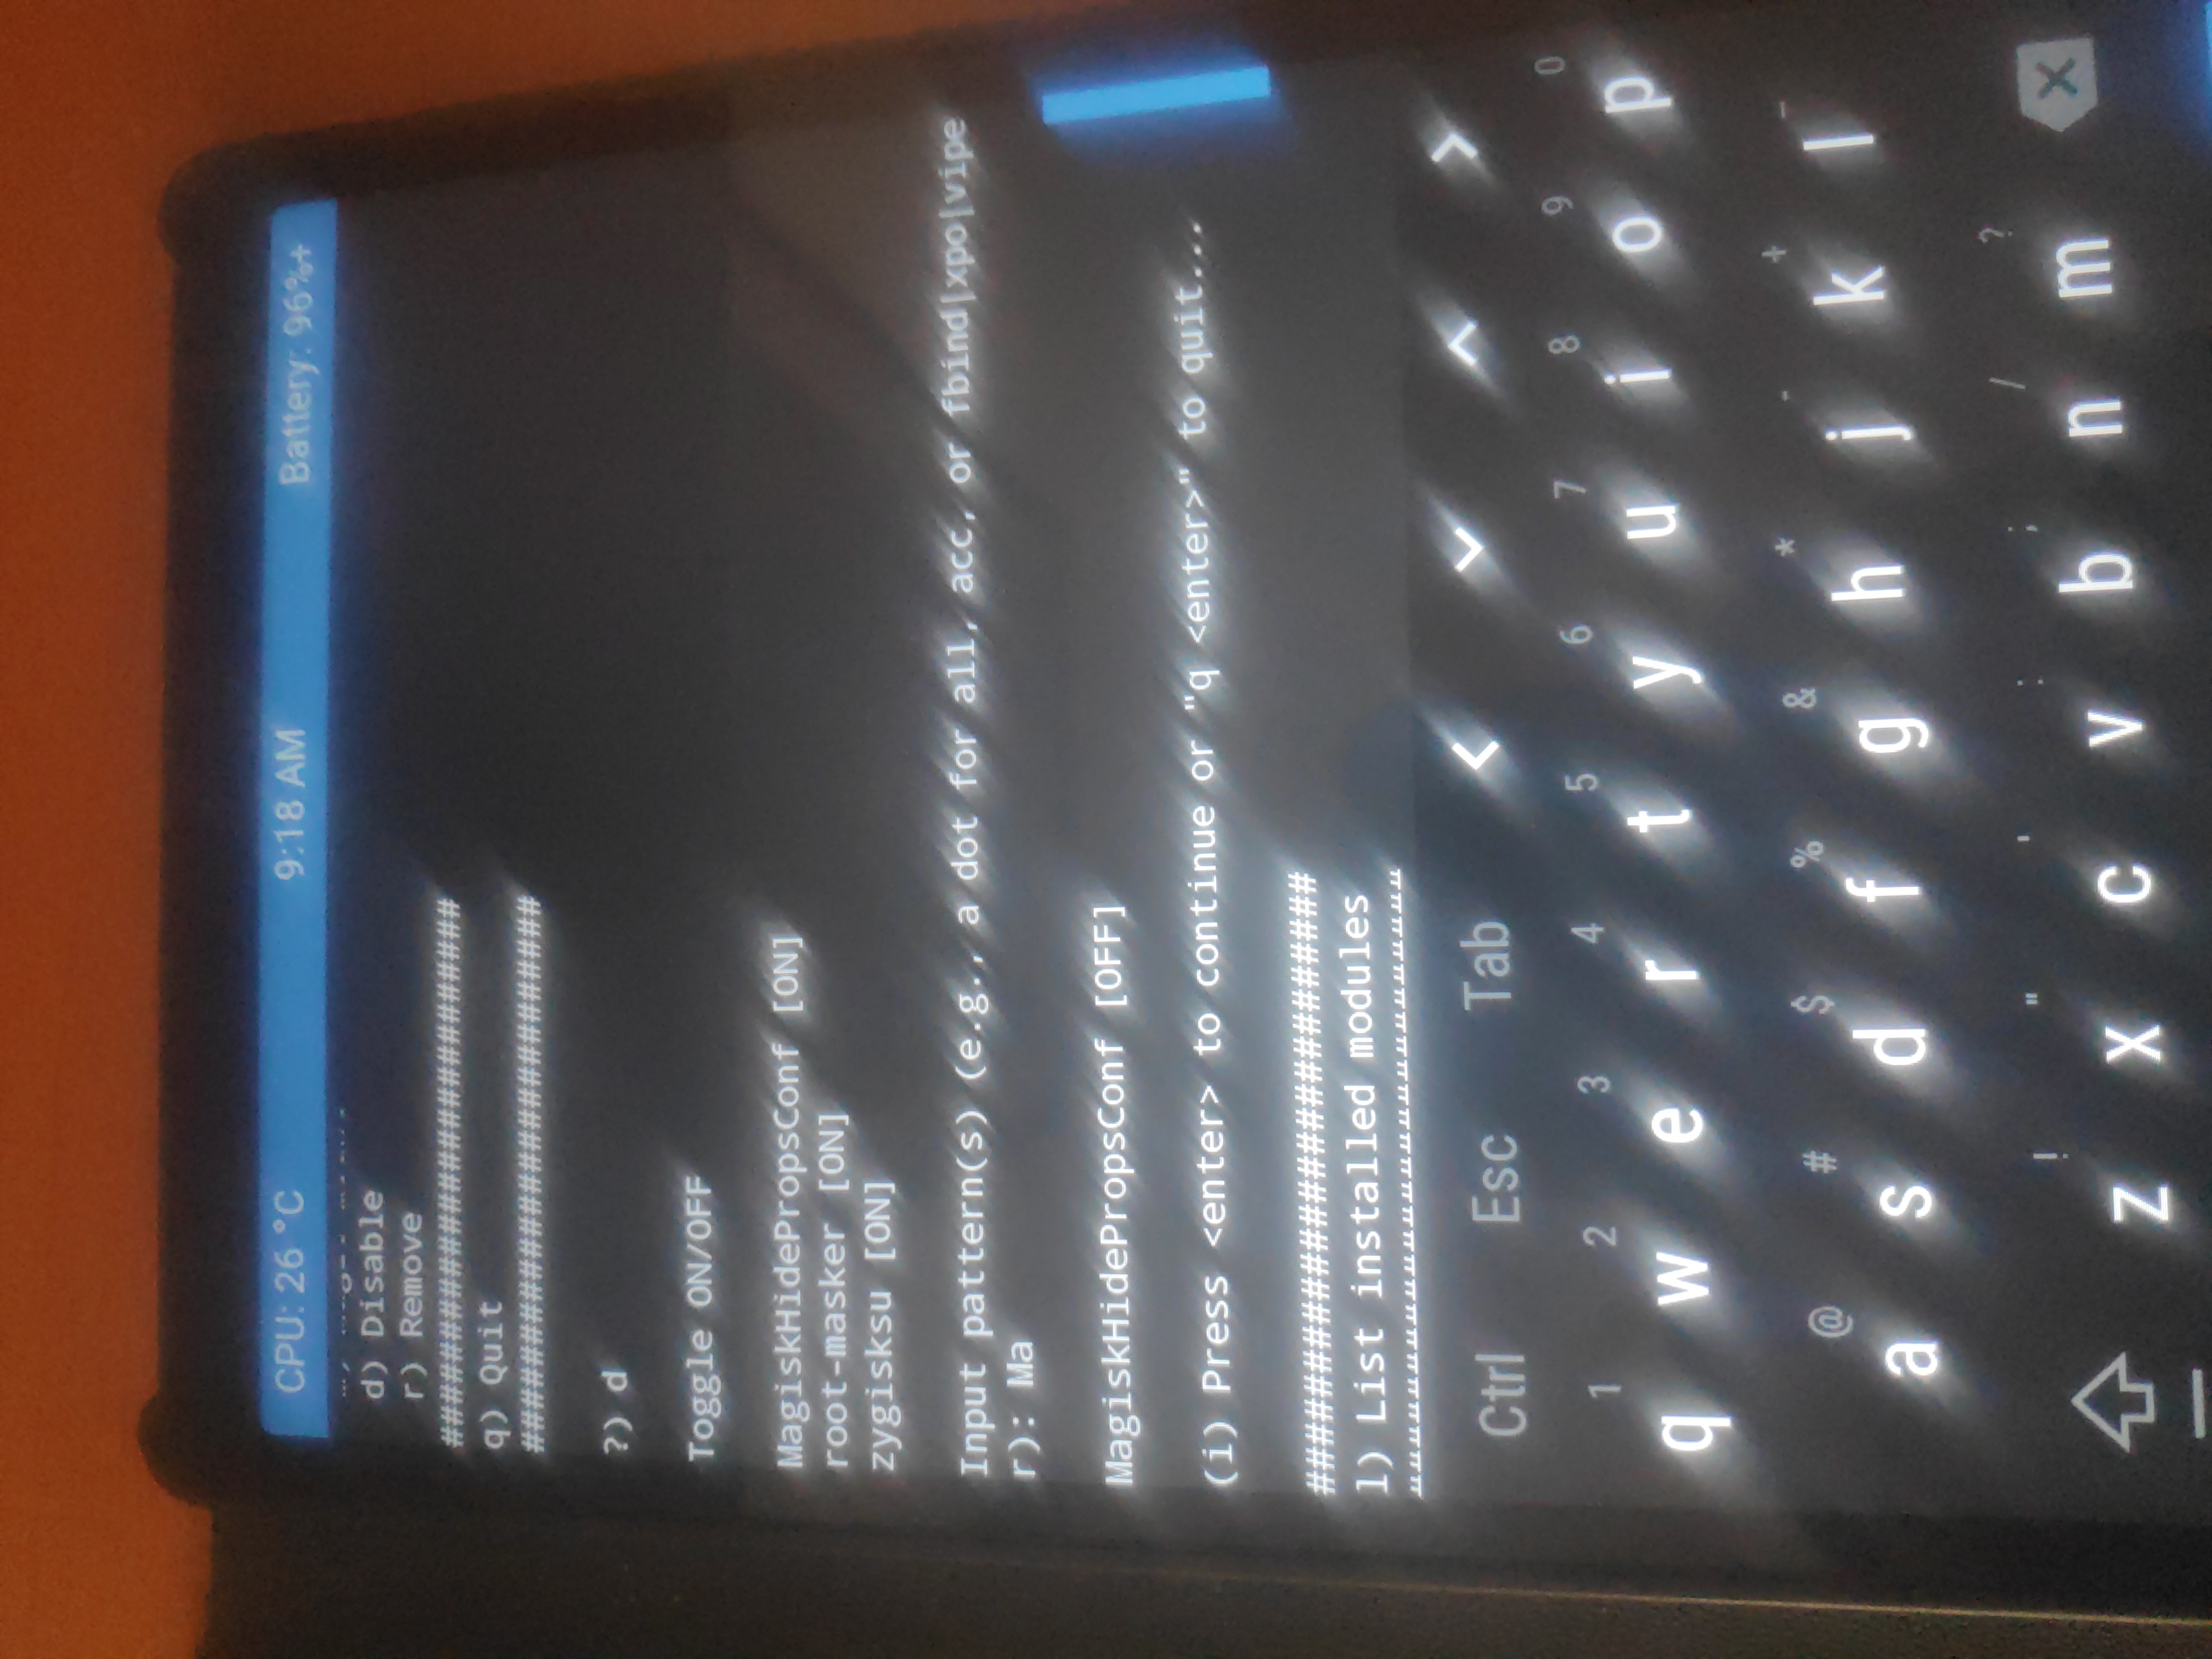 CPU: 26 °C 9:18 AM Battery: 96%+
d) Disable
r) Remove
##########################
q) Quit
##########################
?) d
Toggle ON/OFF
MagiskHidePropsConf [ON]
root-masker [ON]
zygisksu [ON]
Input pattern(s) (e.g., a dot for all, acc, or fbind|xpo|vipe
r): Ma
MagiskHidePropsConf [OFF]
(i) Press <enter> to continue or "q <enter>" to quit...
##########################
l) List installed modules
Ctrl Esc Tab < ∨ ∧ >
1 2 3 4 5 6 7 8 9 0
q w e r t y u i o p
@ # $ % & * - + _
a s d f g h j k l
! " ' : ; / ?
z x c v b n m